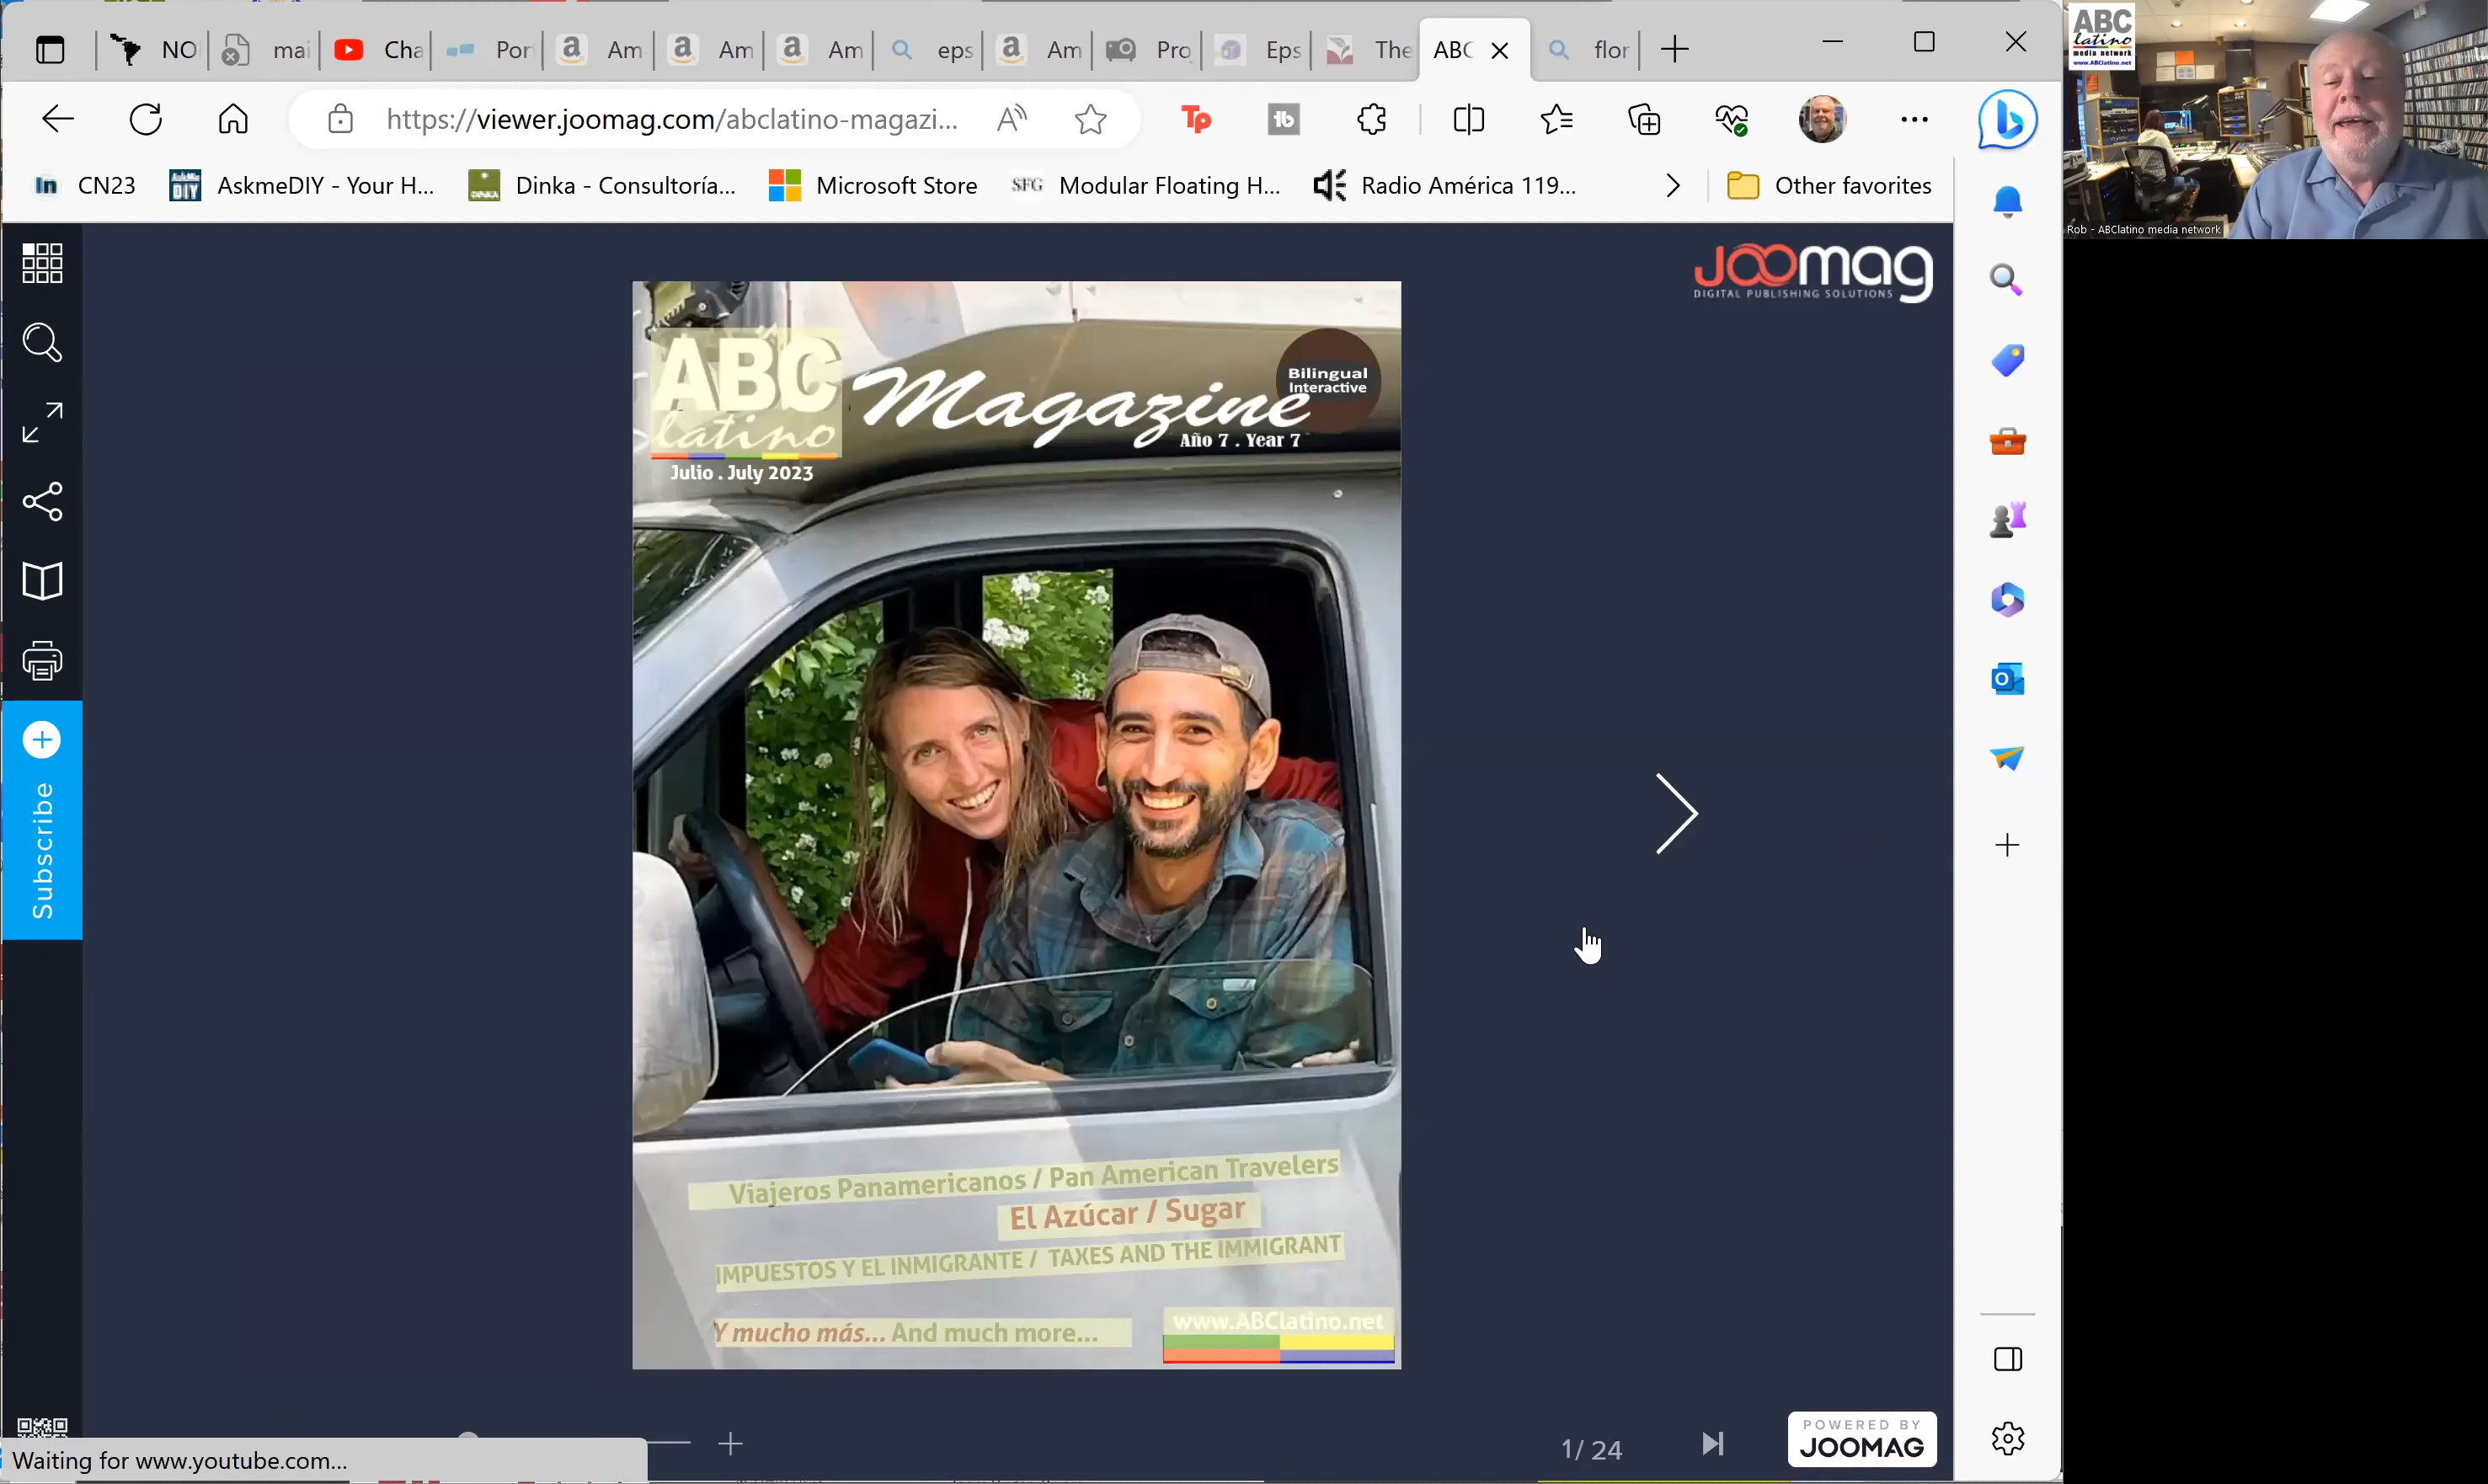 NO
mai
Cha
Por
Am
Am
Am
eps
Am
Pro
Eps
The
ABC
flor
https://viewer.joomag.com/abclatino-magazi...
CN23
AskmeDIY - Your H...
Dinka - Consultoría...
Microsoft Store
SFG
Modular Floating H...
Radio América 119...
Other favorites
JOOmag
DIGITAL PUBLISHING SOLUTIONS
ABC
latino
Magazine
Bilingual
Interactive
Año 7 . Year 7
Julio . July 2023
Viajeros Panamericanos / Pan American Travelers
El Azúcar / Sugar
IMPUESTOS Y EL INMIGRANTE / TAXES AND THE IMMIGRANT
Y mucho más... And much more...
www.ABClatino.net
Subscribe
Waiting for www.youtube.com...
1/ 24
POWERED BY
JOOMAG
ABC
latino
media network
www.ABClatino.net
Rob - ABClatino media network